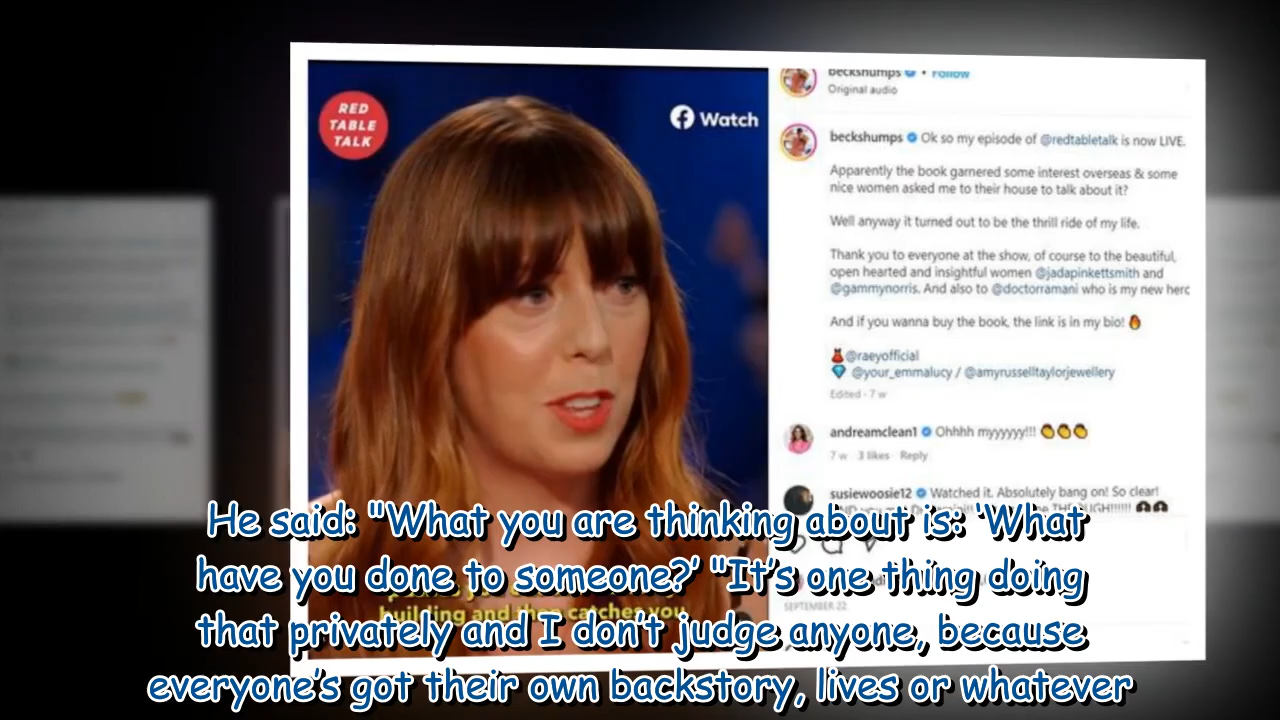 RED
TABLE
TALK
Watch
building and then catches you
beckshumps • Follow
Original audio
beckshumps Ok so my episode of @redtabletalk is now LIVE.
Apparently the book garnered some interest overseas & some
nice women asked me to their house to talk about it?
Well anyway it turned out to be the thrill ride of my life.
Thank you to everyone at the show, of course to the beautiful,
open hearted and insightful women @jadapinkettsmith and
@gammynorris. And also to @doctorramani who is my new herc
And if you wanna buy the book, the link is in my bio!
@raeyofficial
@your_emmalucy / @amyrusselltaylorjewellery
Edited · 7 w
andreamclean1 Ohhhh myyyyyy!!!
7 w 3 likes Reply
susiewoosie12 Watched it. Absolutely bang on! So clear!
SEPTEMBER 22
He said: "What you are thinking about is: 'What
have you done to someone?' "It's one thing doing
that privately and I don't judge anyone, because
everyone's got their own backstory, lives or whatever